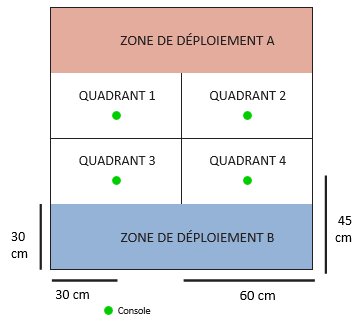 ZONE DE DÉPLOIEMENT A
QUADRANT 1
QUADRANT 2
QUADRANT 3
QUADRANT 4
ZONE DE DÉPLOIEMENT B
30
cm
45
cm
30 cm
60 cm
Console